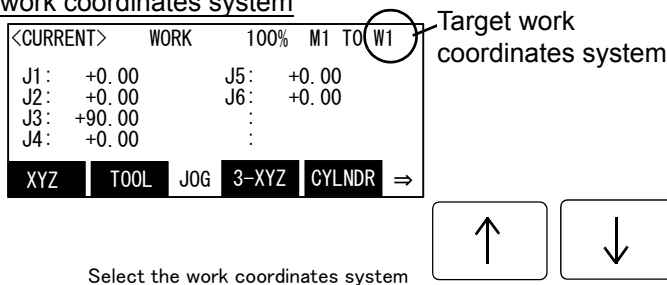 work coordinates system
Target work
coordinates system
<CURRENT> WORK 100% M1 T0 W1
J1: +0.00 J5: +0.00
J2: +0.00 J6: +0.00
J3: +90.00 :
J4: +0.00 :
XYZ TOOL JOG 3-XYZ CYLNDR ⇒
↑ ↓
Select the work coordinates system